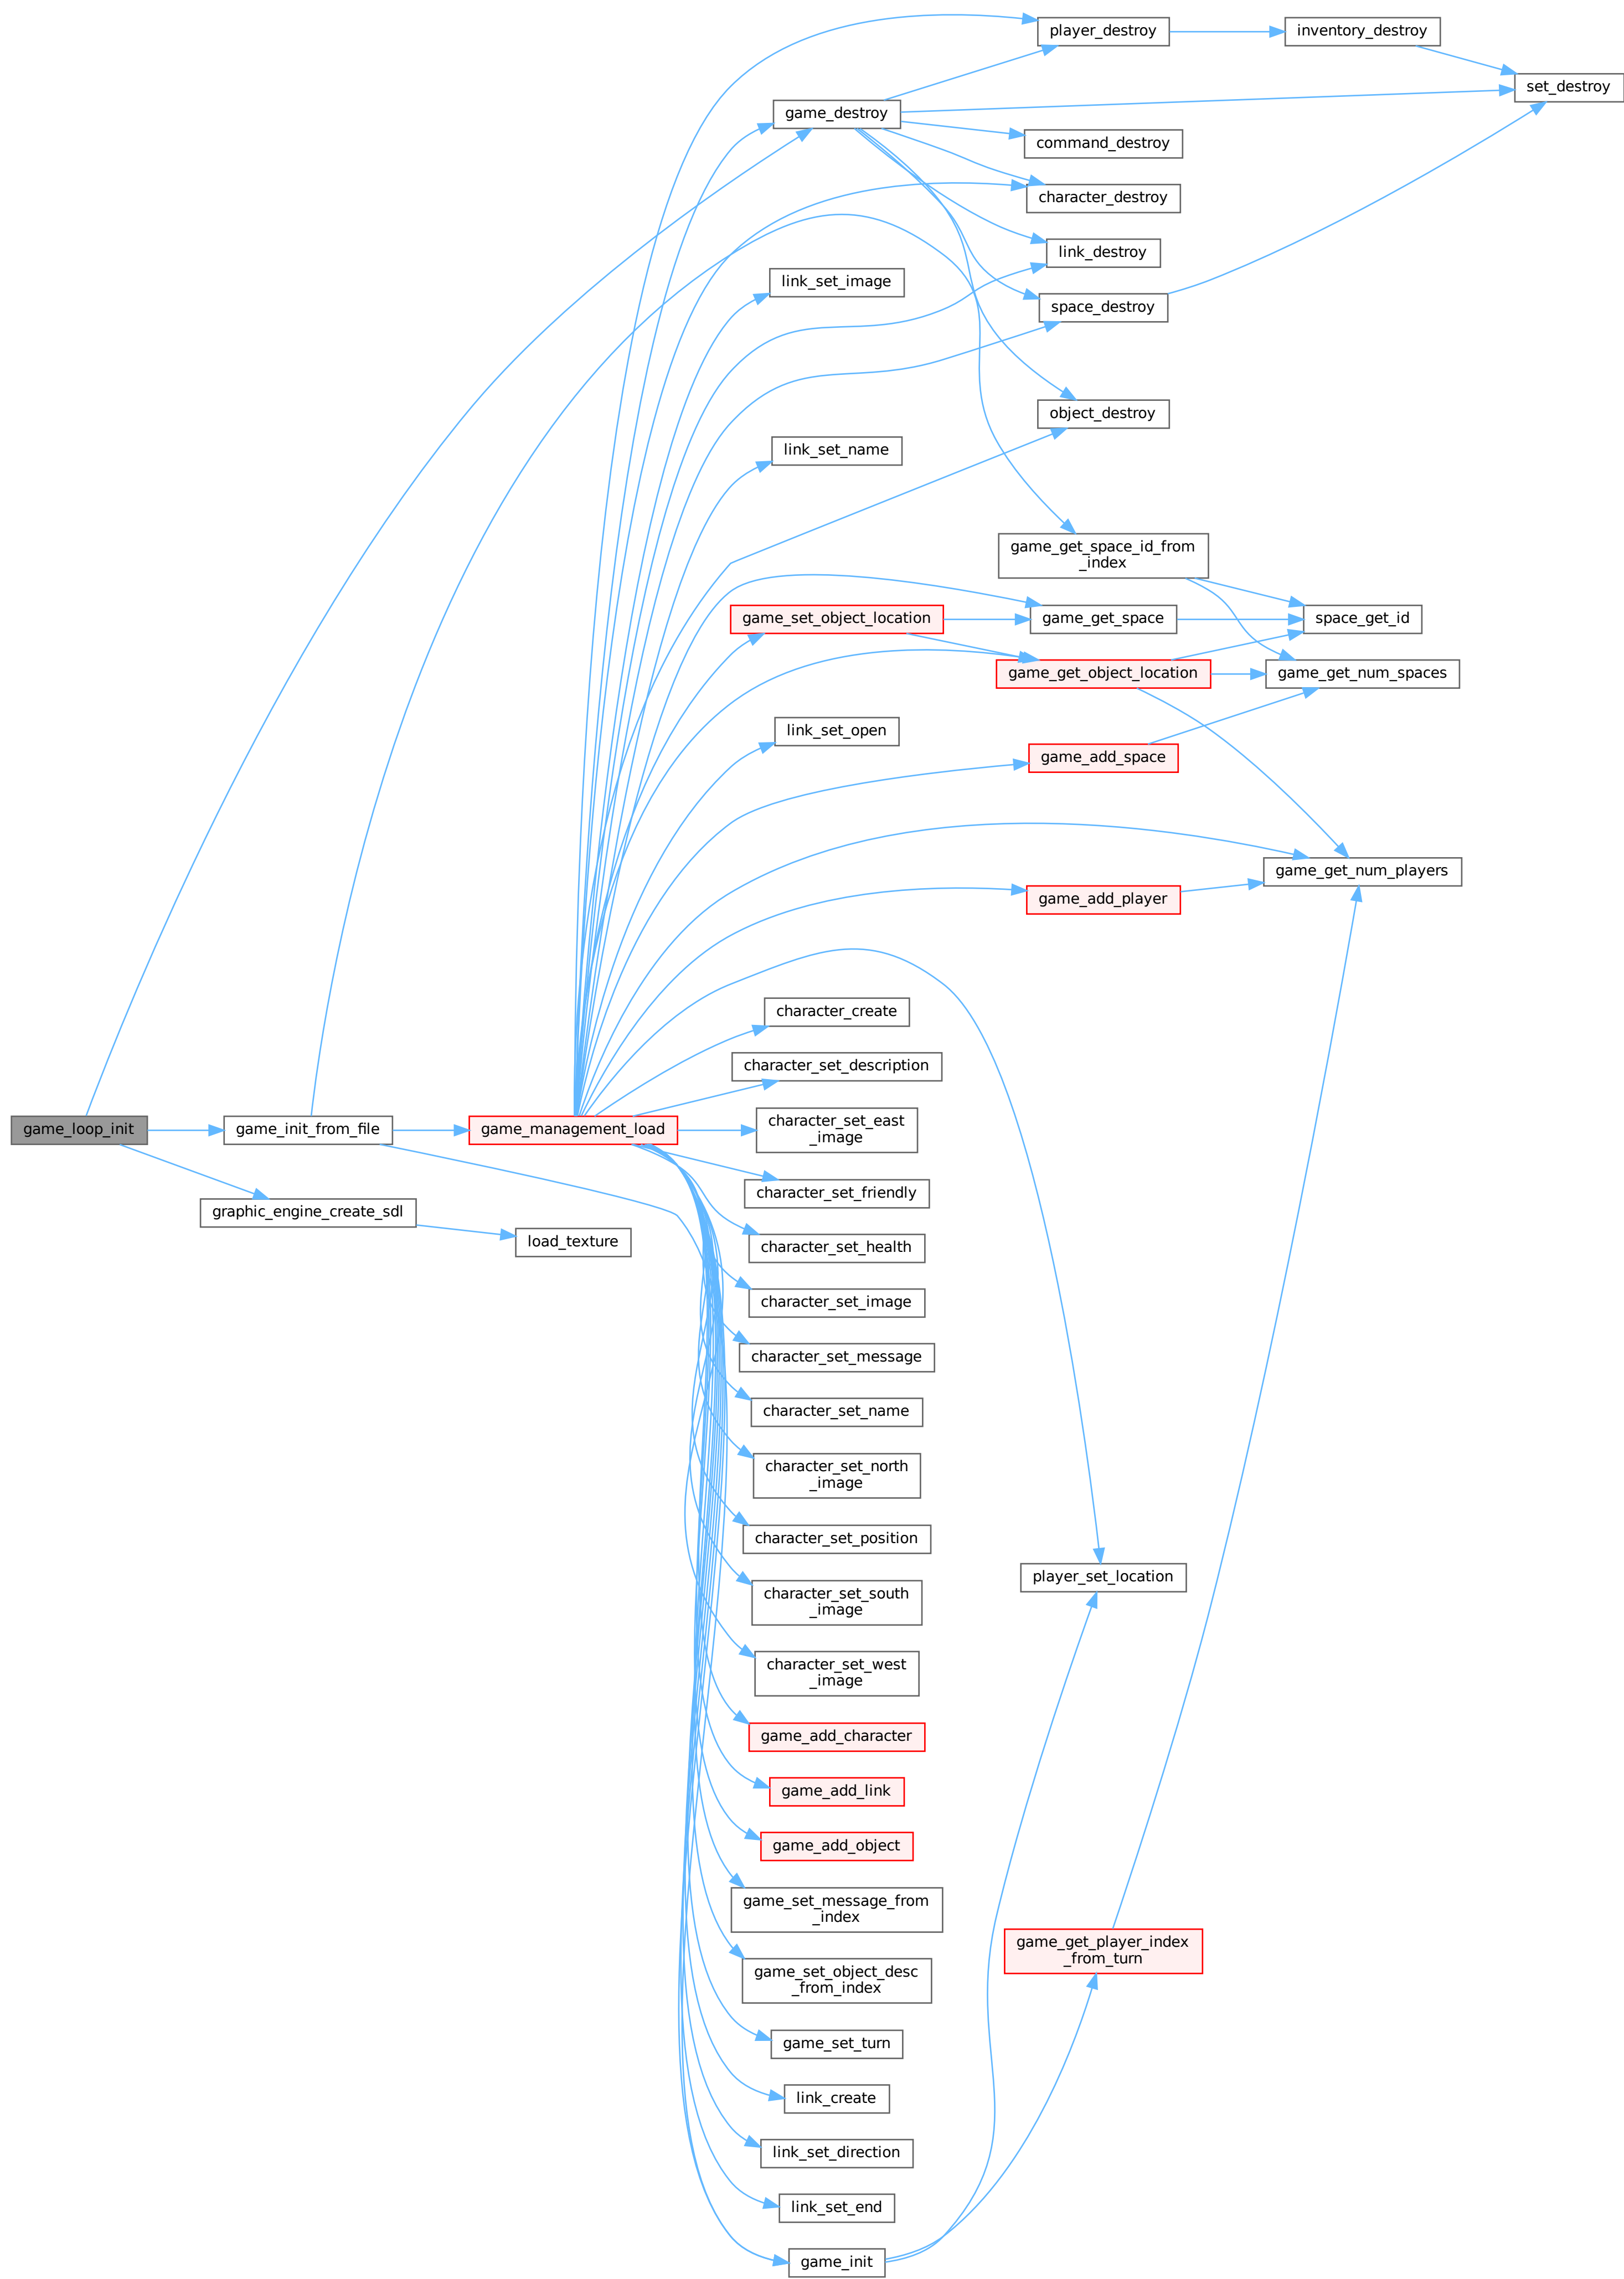 player_destroy
inventory_destroy
set_destroy
game_destroy
command_destroy
character_destroy
link_destroy
link_set_image
space_destroy
object_destroy
link_set_name
game_get_space_id_from
_index
game_set_object_location
game_get_space
space_get_id
game_get_object_location
game_get_num_spaces
link_set_open
game_add_space
game_get_num_players
game_add_player
character_create
character_set_description
game_loop_init
game_init_from_file
game_management_load
character_set_east
_image
character_set_friendly
graphic_engine_create_sdl
load_texture
character_set_health
character_set_image
character_set_message
character_set_name
character_set_north
_image
character_set_position
player_set_location
character_set_south
_image
character_set_west
_image
game_add_character
game_add_link
game_add_object
game_set_message_from
_index
game_get_player_index
_from_turn
game_set_object_desc
_from_index
game_set_turn
link_create
link_set_direction
link_set_end
game_init